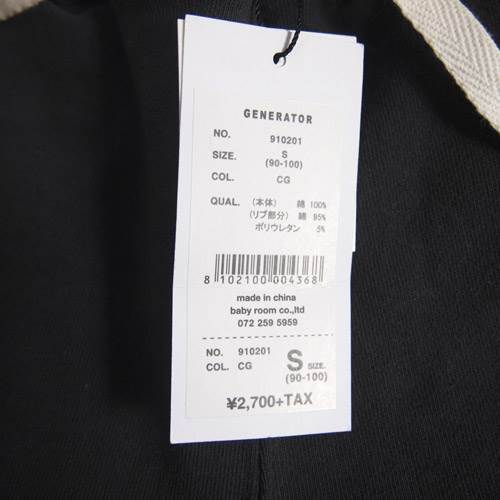 GENERATOR
NO. 910201
SIZE. S
(90-100)
COL. CG
QUAL. (本体) 綿 100%
(リブ部分) 綿 95%
ポリウレタン 5%
8 102100 004368
made in china
baby room co.,ltd
072 259 5959
NO. 910201
COL. CG
S SIZE.
(90-100)
¥2,700+TAX